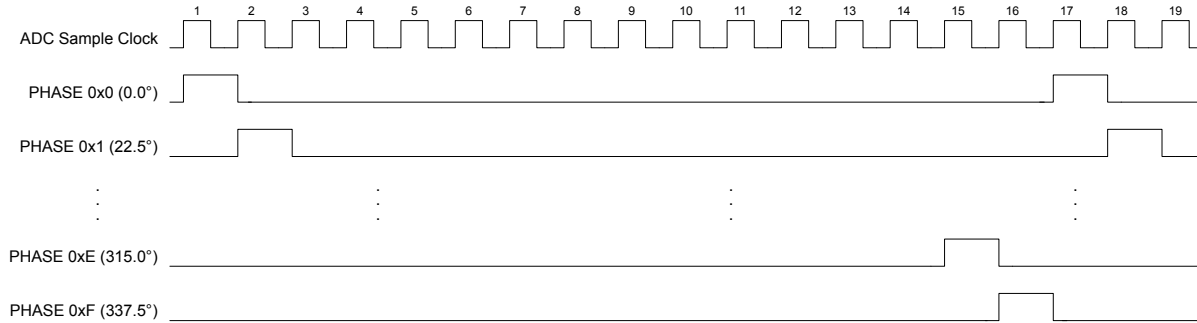 1 2 3 4 5 6 7 8 9 10 11 12 13 14 15 16 17 18 19
ADC Sample Clock
PHASE 0x0 (0.0°)
PHASE 0x1 (22.5°)
PHASE 0xE (315.0°)
PHASE 0xF (337.5°)